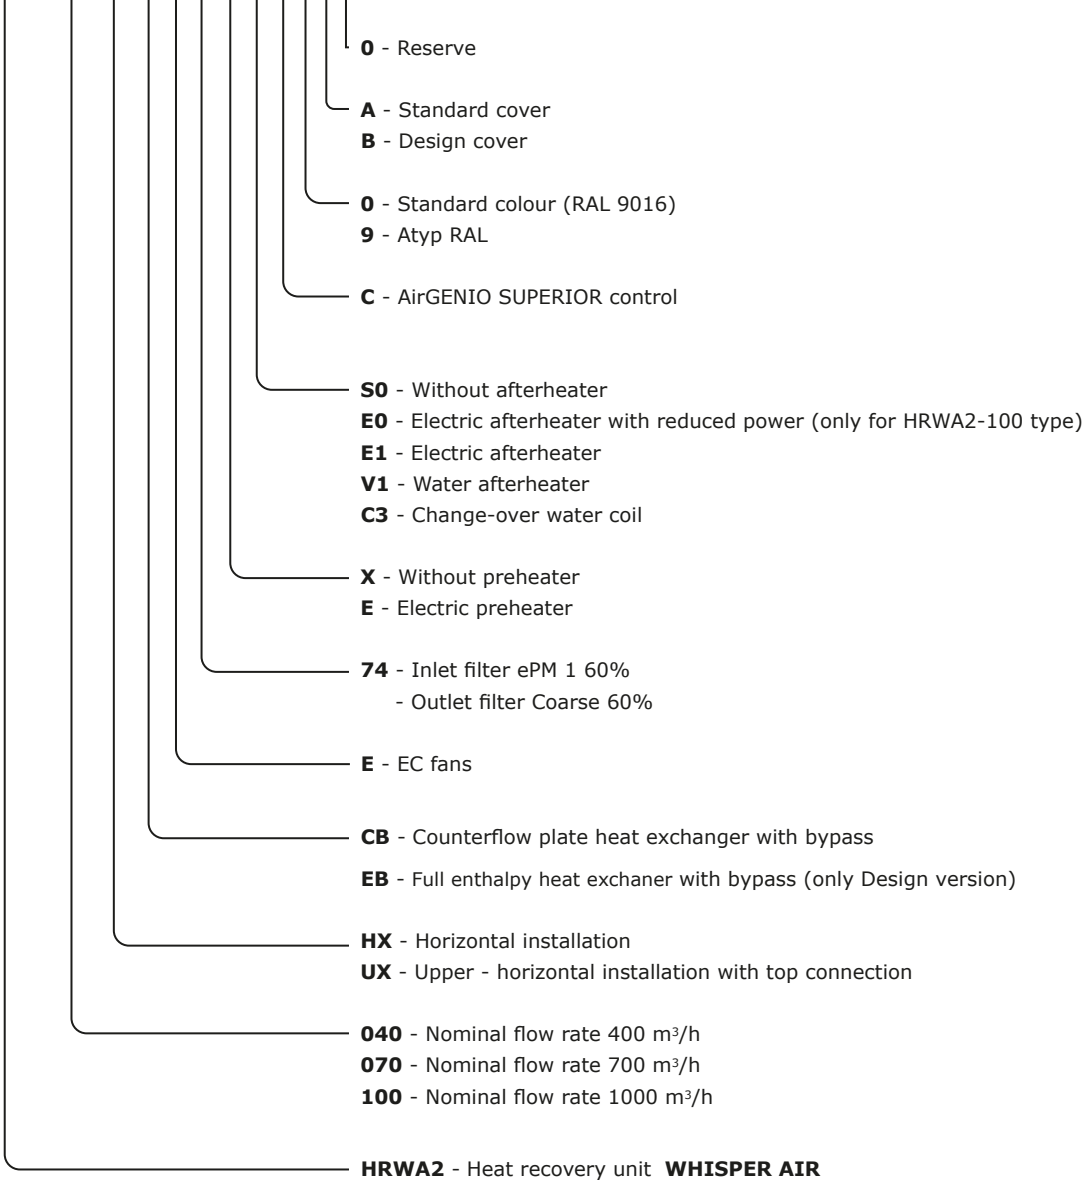 0 - Reserve
A - Standard cover
B - Design cover
0 - Standard colour (RAL 9016)
9 - Atyp RAL
C - AirGENIO SUPERIOR control
S0 - Without afterheater
E0 - Electric afterheater with reduced power (only for HRWA2-100 type)
E1 - Electric afterheater
V1 - Water afterheater
C3 - Change-over water coil
X - Without preheater
E - Electric preheater
74 - Inlet filter ePM 1 60%
- Outlet filter Coarse 60%
E - EC fans
CB - Counterflow plate heat exchanger with bypass
EB - Full enthalpy heat exchaner with bypass (only Design version)
HX - Horizontal installation
UX - Upper - horizontal installation with top connection
040 - Nominal flow rate 400 m³/h
070 - Nominal flow rate 700 m³/h
100 - Nominal flow rate 1000 m³/h
HRWA2 - Heat recovery unit WHISPER AIR